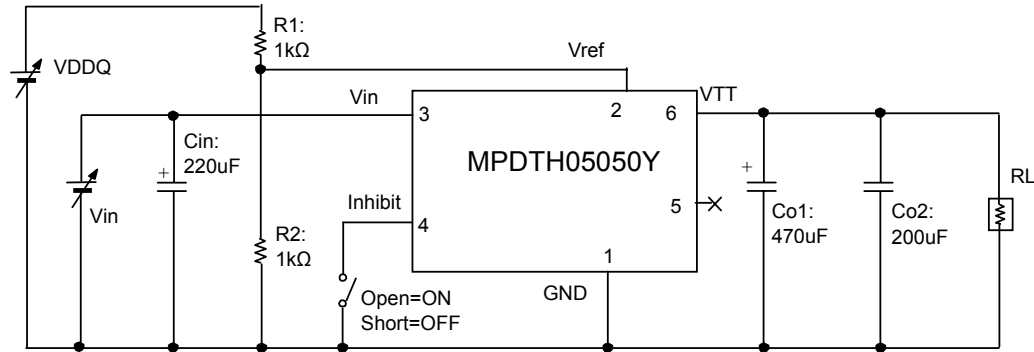 R1:
1kΩ
Vref
VDDQ
Vin
VTT
3
2
6
Cin:
220uF
+
MPDTH05050Y
+
RL
Vin
Inhibit
5
4
Co1:
470uF
Co2:
200uF
R2:
1kΩ
1
GND
Open=ON
Short=OFF